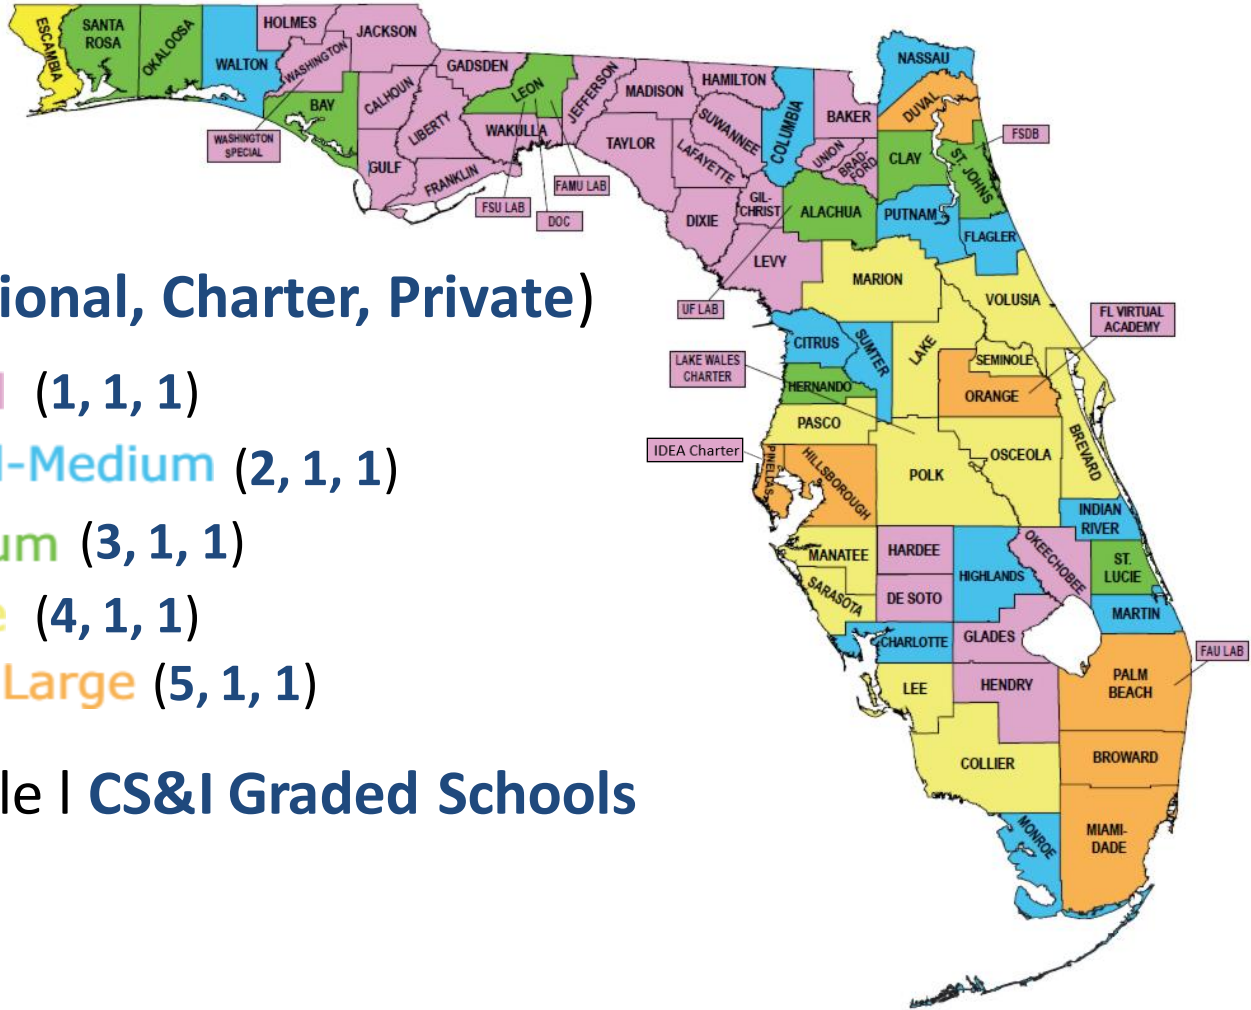 ional, Charter, Private)
(1, 1, 1)
l-Medium (2, 1, 1)
um (3, 1, 1)
e (4, 1, 1)
Large (5, 1, 1)
le l CS&I Graded Schools
ESCAMBIA
SANTA
ROSA
OKALOOSA
WALTON
HOLMES
WASHINGTON
JACKSON
BAY
WASHINGTON
SPECIAL
CALHOUN
GULF
LIBERTY
GADSDEN
FRANKLIN
LEON
WAKULLA
FSU LAB
DOC
FAMU LAB
JEFFERSON
MADISON
TAYLOR
HAMILTON
SUWANNEE
LAFAYETTE
DIXIE
COLUMBIA
GIL-
CHRIST
LEVY
BAKER
UNION
BRAD-
FORD
ALACHUA
UF LAB
NASSAU
DUVAL
FSDB
CLAY
ST. JOHNS
PUTNAM
FLAGLER
MARION
VOLUSIA
CITRUS
SUMTER
LAKE
SEMINOLE
ORANGE
FL VIRTUAL
ACADEMY
LAKE WALES
CHARTER
HERNANDO
PASCO
IDEA Charter
PINELLAS
HILLSBOROUGH
POLK
OSCEOLA
BREVARD
INDIAN
RIVER
MANATEE
HARDEE
HIGHLANDS
OKEECHOBEE
ST.
LUCIE
SARASOTA
DE SOTO
MARTIN
CHARLOTTE
GLADES
FAU LAB
LEE
HENDRY
PALM
BEACH
COLLIER
BROWARD
MONROE
MIAMI-
DADE